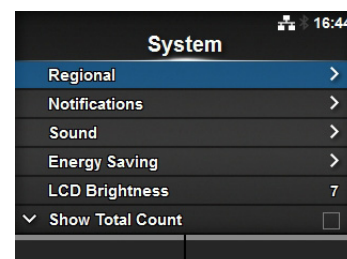 16:44
System
Regional
Notifications
Sound
Energy Saving
LCD Brightness 7
Show Total Count